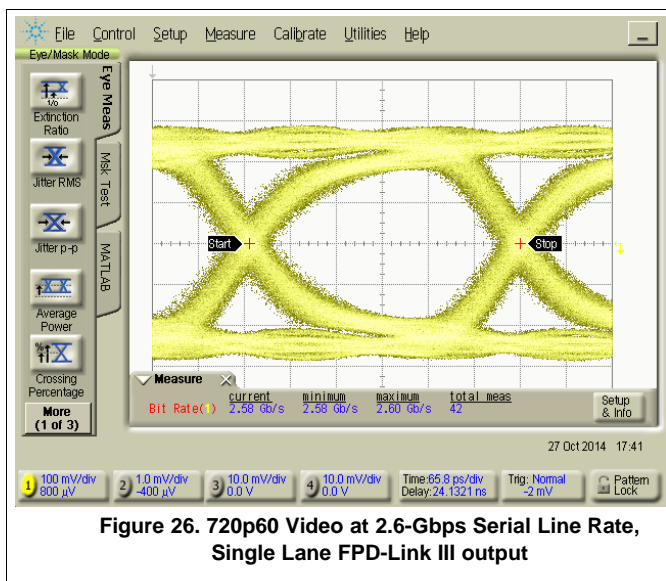 File Control Setup Measure Calibrate Utilities Help
Eye/Mask Mode
Eye Meas
Msk Test
MATLAB
1/0
Extinction
Ratio
Jitter RMS
Jitter p-p
Average
Power
%
Crossing
Percentage
More
(1 of 3)
Start
Stop
Measure
current minimum maximum total meas
Bit Rate(1) 2.58 Gb/s 2.58 Gb/s 2.60 Gb/s 42
Setup
& Info
27 Oct 2014 17:41
1 100 mV/div
800 µV
2 1.0 mV/div
-400 µV
3 10.0 mV/div
0.0 V
4 10.0 mV/div
0.0 V
Time:65.8 ps/div
Delay:24.1321 ns
Trig: Normal
-2 mV
Pattern
Lock
Figure 26. 720p60 Video at 2.6-Gbps Serial Line Rate,
Single Lane FPD-Link III output